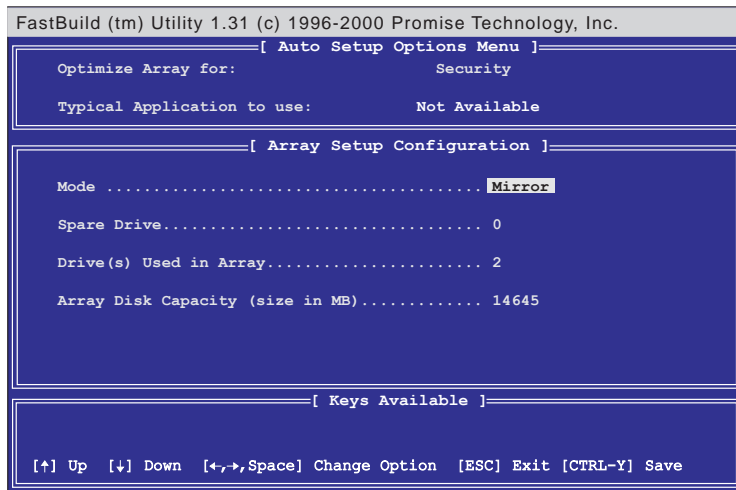 FastBuild (tm) Utility 1.31 (c) 1996-2000 Promise Technology, Inc.
[ Auto Setup Options Menu ]
Optimize Array for: Security
Typical Application to use: Not Available
[ Array Setup Configuration ]
Mode ........................................ Mirror
Spare Drive.................................. 0
Drive(s) Used in Array....................... 2
Array Disk Capacity (size in MB)............. 14645
[ Keys Available ]
[↑] Up [↓] Down [←,→,Space] Change Option [ESC] Exit [CTRL-Y] Save